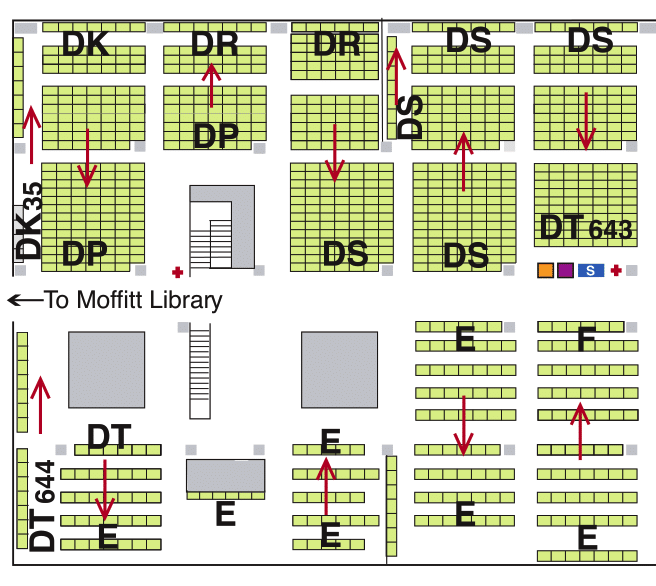 DK
DR
DR
DS
DS
DS
DP
DK35
DP
DS
DS
DT 643
S
←To Moffitt Library
E
F
DT
E
DT 644
E
E
E
E
E